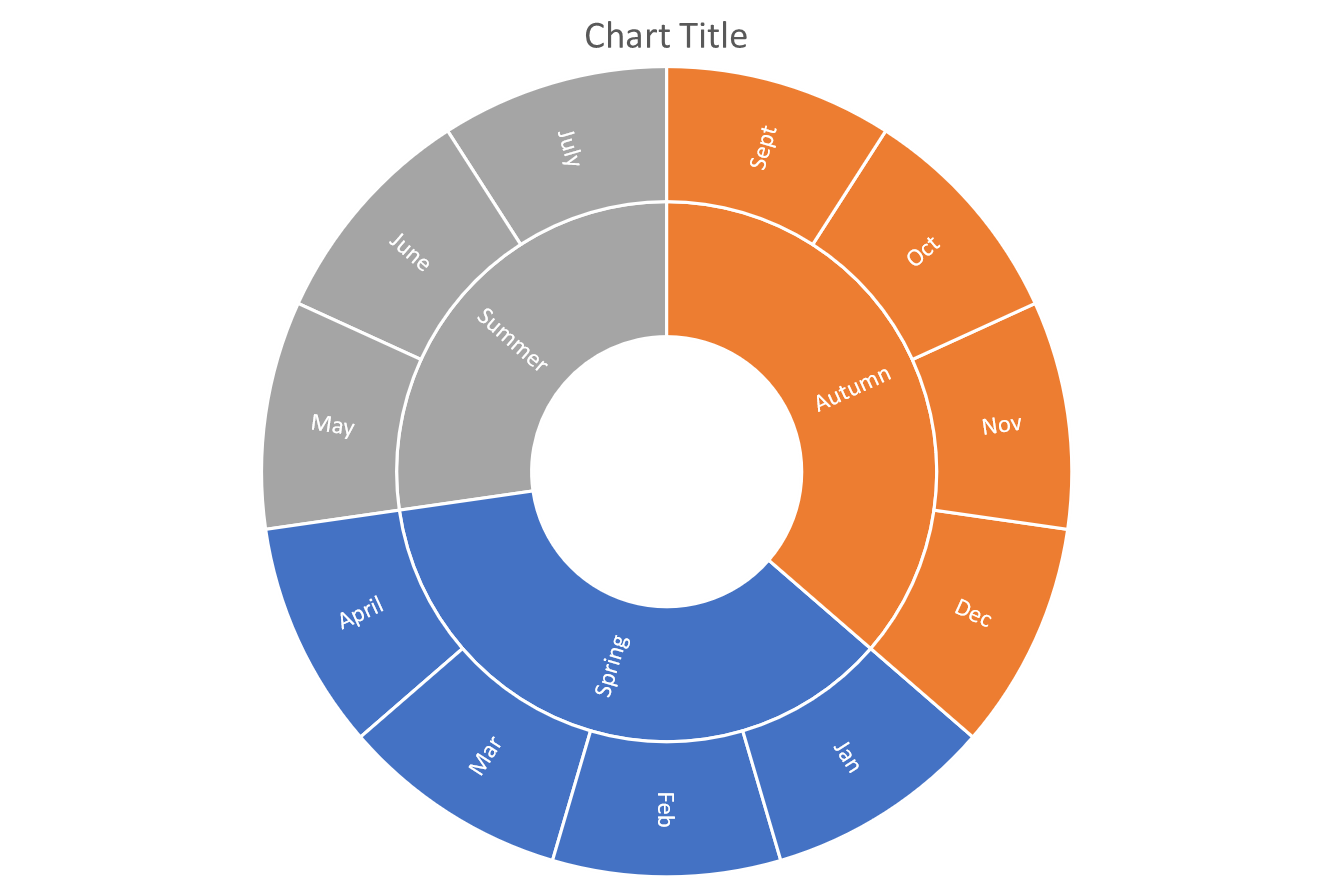 Chart Title
Sept
Oct
Nov
Dec
Jan
Feb
Mar
April
May
June
July
Autumn
Spring
Summer